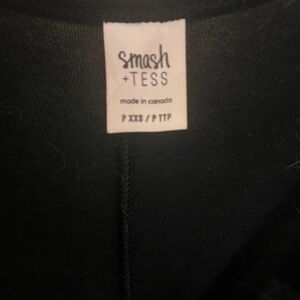 smash
+TESS
made in canada
P XXS / P TTP